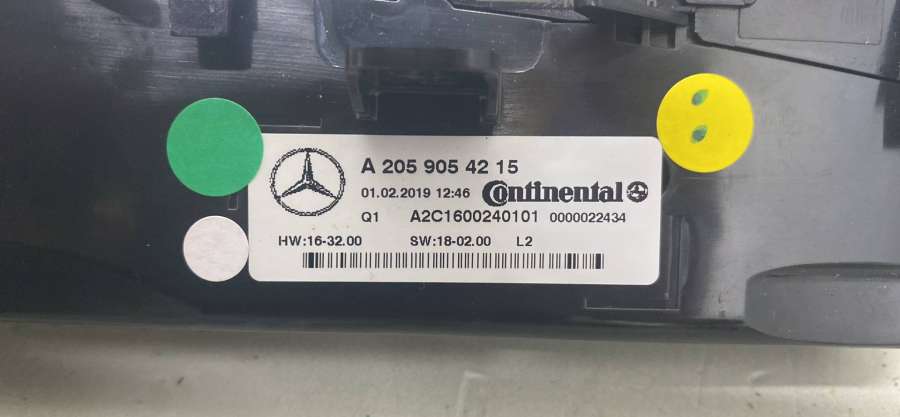 A 205 905 42 15
01.02.2019 12:46 Continental
Q1 A2C1600240101 0000022434
HW:16-32.00 SW:18-02.00 L2